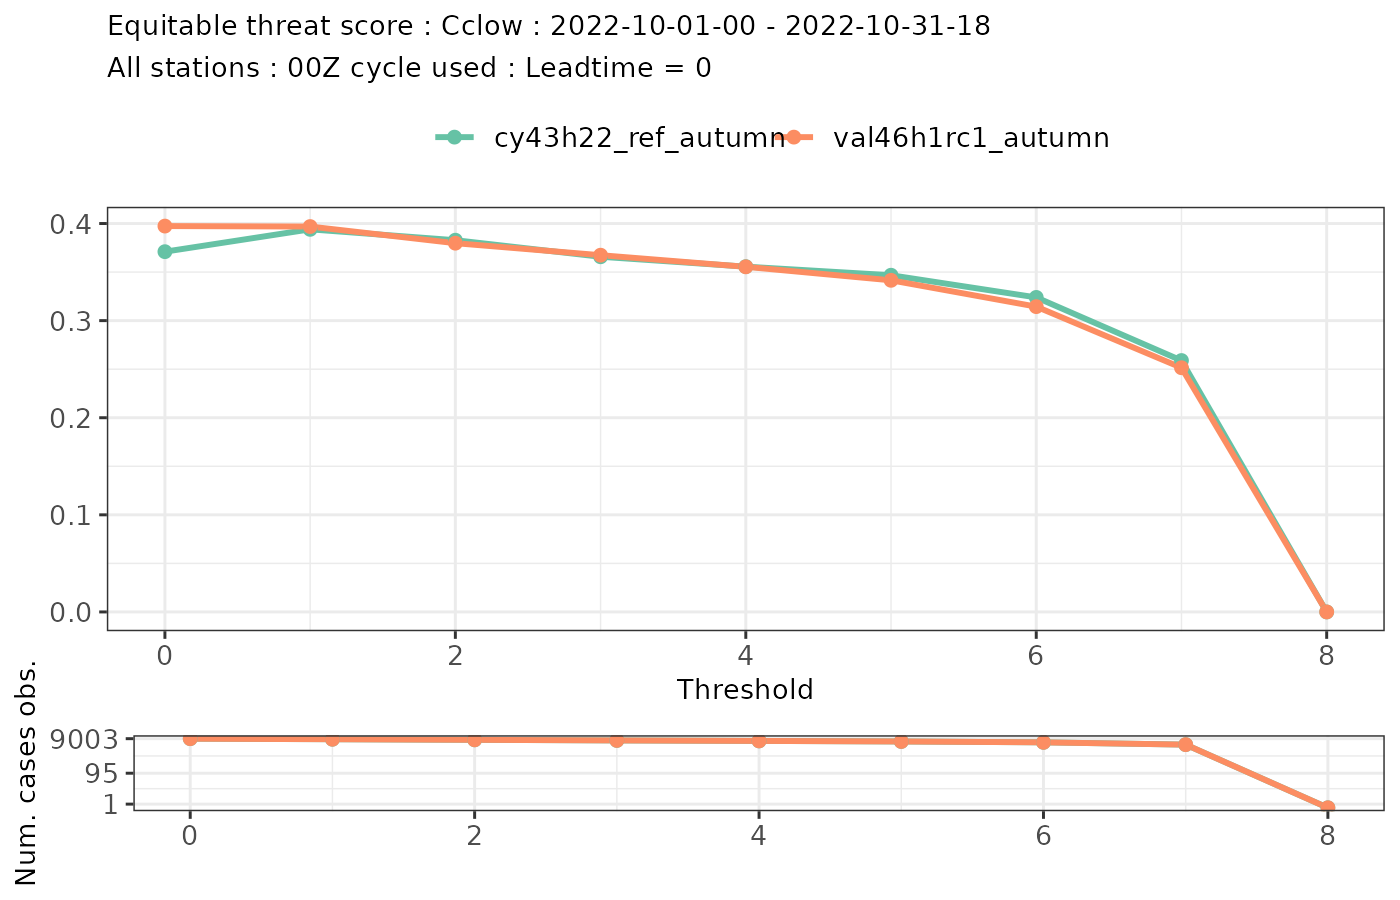 Equitable threat score : Cclow : 2022-10-01-00 - 2022-10-31-18
All stations : 00Z cycle used : Leadtime = 0
cy43h22_ref_autumn val46h1rc1_autumn
0.4
0.3
0.2
0.1
0.0
0 2 4 6 8
Threshold
Num. cases obs.
9003
95
1
0 2 4 6 8